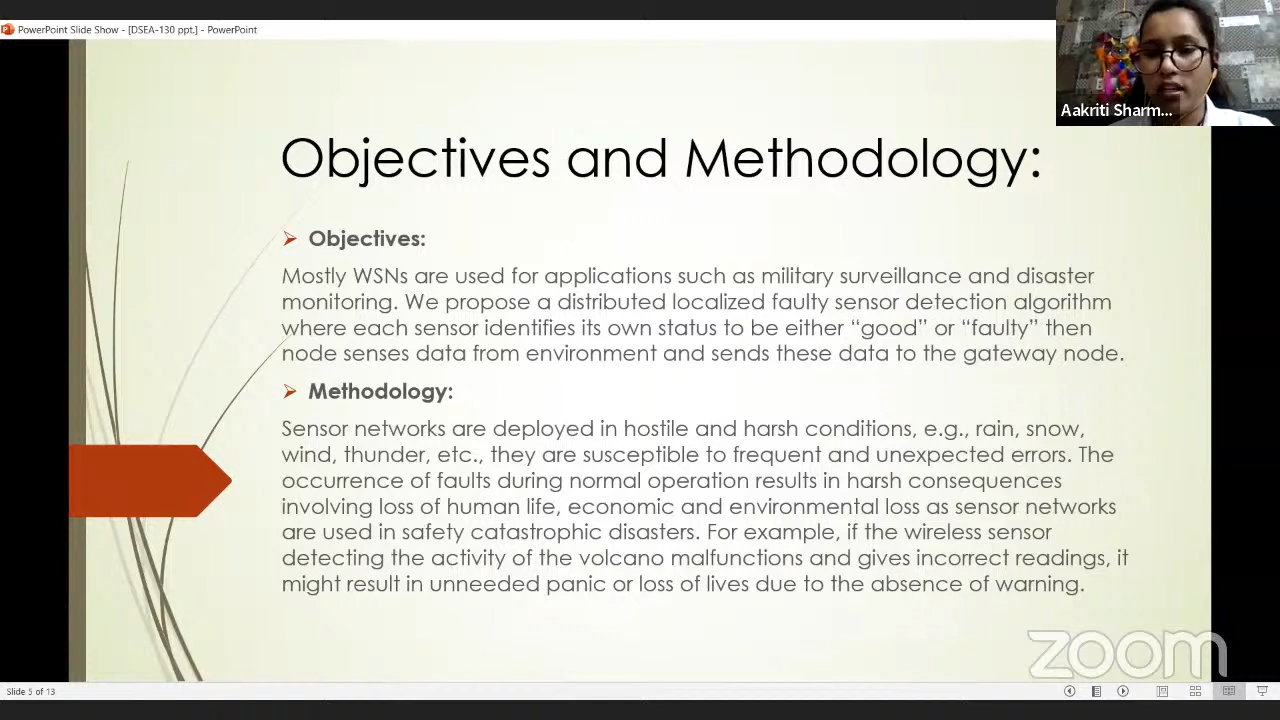 PowerPoint Slide Show - [DSEA-130 ppt.] - PowerPoint
Aakriti Sharm...
Objectives and Methodology:
Objectives:
Mostly WSNs are used for applications such as military surveillance and disaster
monitoring. We propose a distributed localized faulty sensor detection algorithm
where each sensor identifies its own status to be either “good” or “faulty” then
node senses data from environment and sends these data to the gateway node.
Methodology:
Sensor networks are deployed in hostile and harsh conditions, e.g., rain, snow,
wind, thunder, etc., they are susceptible to frequent and unexpected errors. The
occurrence of faults during normal operation results in harsh consequences
involving loss of human life, economic and environmental loss as sensor networks
are used in safety catastrophic disasters. For example, if the wireless sensor
detecting the activity of the volcano malfunctions and gives incorrect readings, it
might result in unneeded panic or loss of lives due to the absence of warning.
zoom
Slide 5 of 13